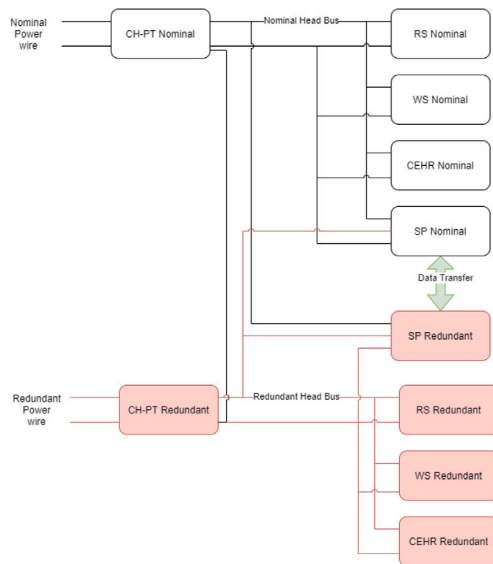 Nominal
Power
wire
CH-PT Nominal
Nominal Head Bus
RS Nominal
WS Nominal
CEHR Nominal
SP Nominal
Data Transfer
SP Redundant
Redundant
Power
wire
CH-PT Redundant
Redundant Head Bus
RS Redundant
WS Redundant
CEHR Redundant